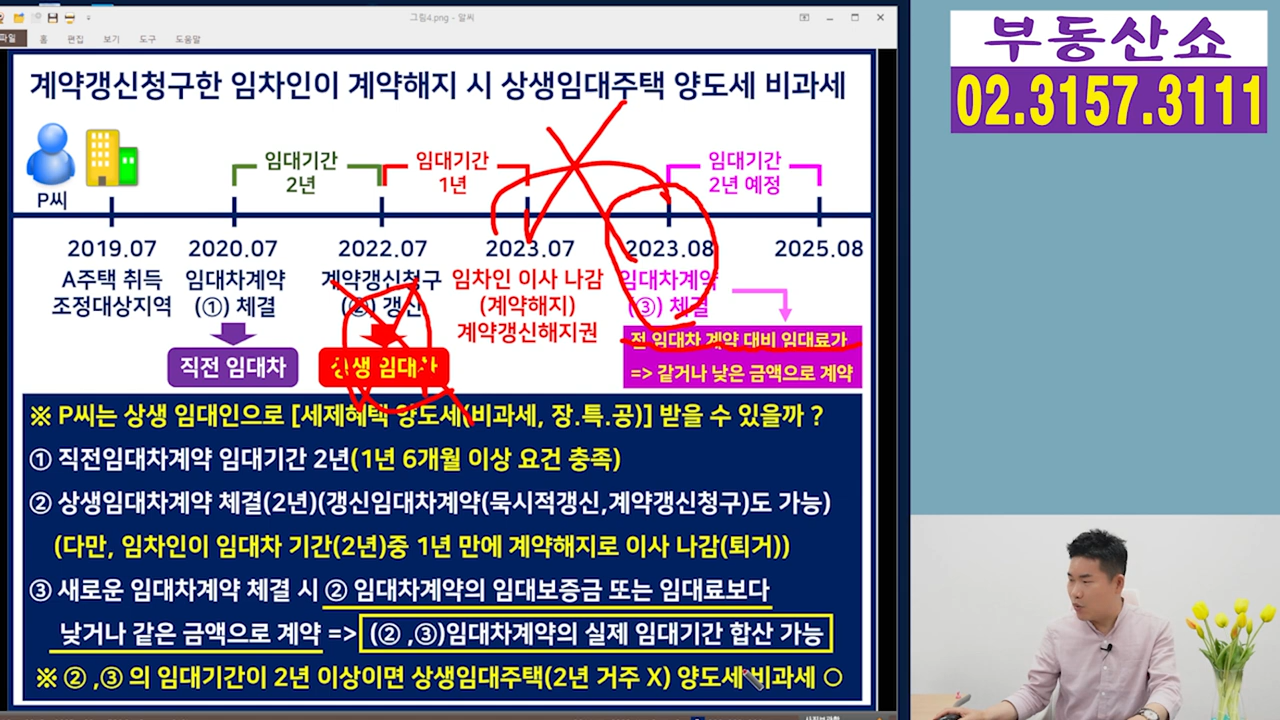 그림4.png - 알씨
파일 홈 편집 보기 도구 도움말
부동산쇼
02.3157.3111
계약갱신청구한 임차인이 계약해지 시 상생임대주택 양도세 비과세
P씨
임대기간
2년
임대기간
1년
임대기간
2년 예정
2019.07 2020.07 2022.07 2023.07 2023.08 2025.08
A주택 취득 임대차계약 계약갱신청구 임차인 이사 나감 임대차계약
조정대상지역 (①) 체결 (②) 갱신 (계약해지) (③) 체결
계약갱신해지권
직전 임대차 상생 임대차
전 임대차 계약 대비 임대료가
=> 같거나 낮은 금액으로 계약
※ P씨는 상생 임대인으로 [세제혜택 양도세(비과세, 장.특.공)] 받을 수 있을까 ?
① 직전임대차계약 임대기간 2년(1년 6개월 이상 요건 충족)
② 상생임대차계약 체결(2년)(갱신임대차계약(묵시적갱신,계약갱신청구)도 가능)
(다만, 임차인이 임대차 기간(2년)중 1년 만에 계약해지로 이사 나감(퇴거))
③ 새로운 임대차계약 체결 시 ② 임대차계약의 임대보증금 또는 임대료보다
낮거나 같은 금액으로 계약 => (② ,③)임대차계약의 실제 임대기간 합산 가능
※ ② ,③ 의 임대기간이 2년 이상이면 상생임대주택(2년 거주 X) 양도세 비과세 ○